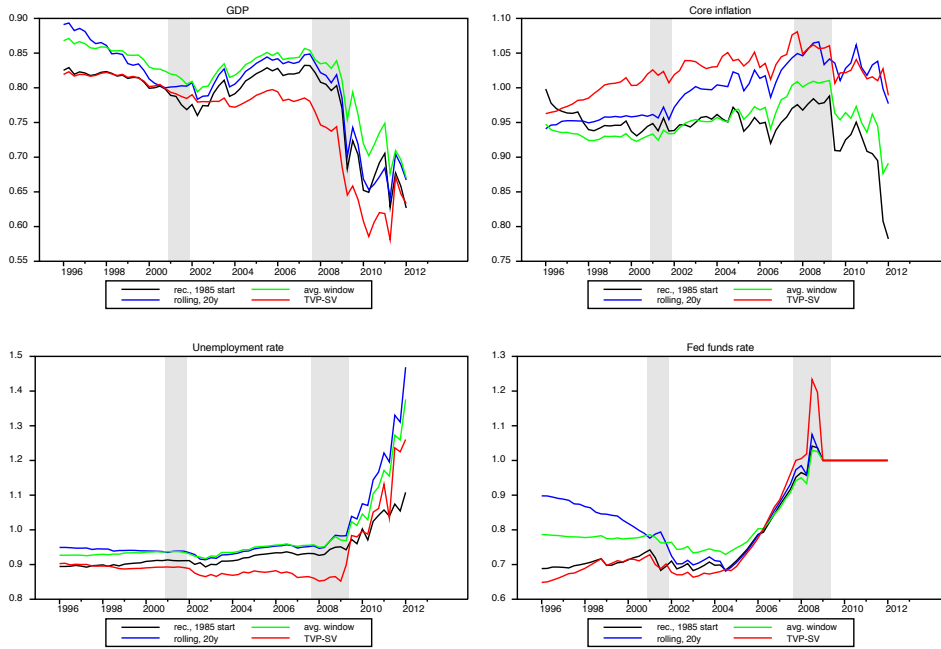 GDP
0.90
0.85
0.80
0.75
0.70
0.65
0.60
0.55
1996 1998 2000 2002 2004 2006 2008 2010 2012
rec., 1985 start avg. window
rolling, 20y TVP-SV
Core inflation
1.10
1.05
1.00
0.95
0.90
0.85
0.80
0.75
1996 1998 2000 2002 2004 2006 2008 2010 2012
rec., 1985 start avg. window
rolling, 20y TVP-SV
Unemployment rate
1.5
1.4
1.3
1.2
1.1
1.0
0.9
0.8
1996 1998 2000 2002 2004 2006 2008 2010 2012
rec., 1985 start avg. window
rolling, 20y TVP-SV
Fed funds rate
1.3
1.2
1.1
1.0
0.9
0.8
0.7
0.6
1996 1998 2000 2002 2004 2006 2008 2010 2012
rec., 1985 start avg. window
rolling, 20y TVP-SV